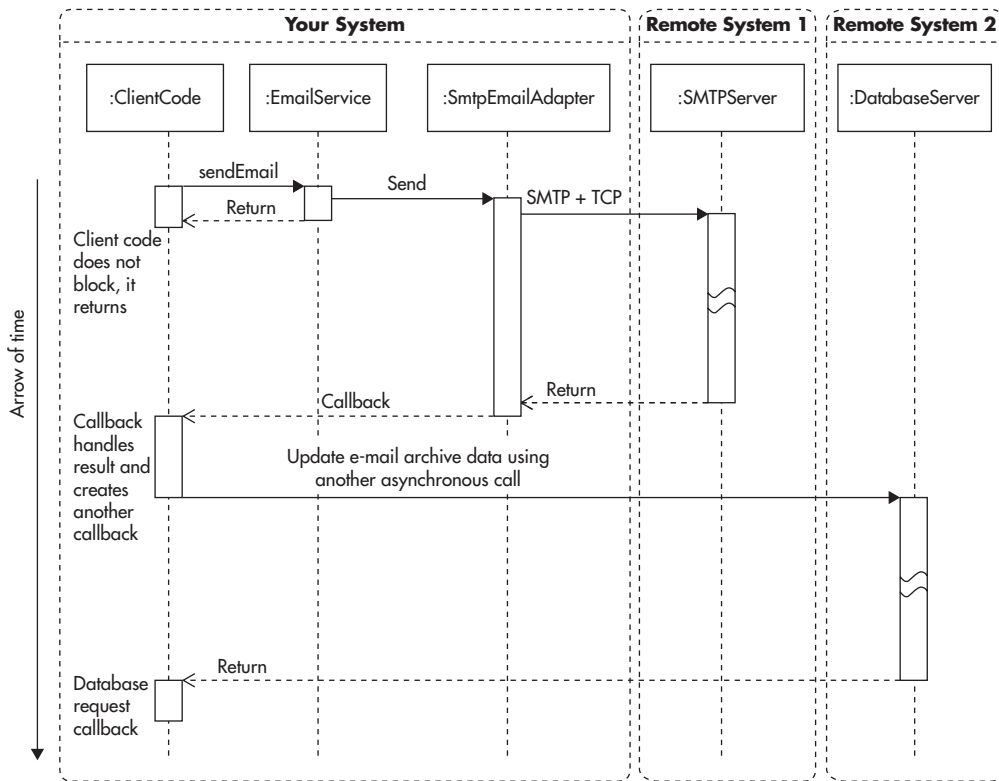 Your System
Remote System 1
Remote System 2
:ClientCode
:EmailService
:SmtpEmailAdapter
:SMTPServer
:DatabaseServer
sendEmail
Send
SMTP + TCP
Return
Client code
does not
block, it
returns
Arrow of time
Return
Callback
Callback
handles
result and
creates
another
callback
Update e-mail archive data using
another asynchronous call
Return
Database
request
callback